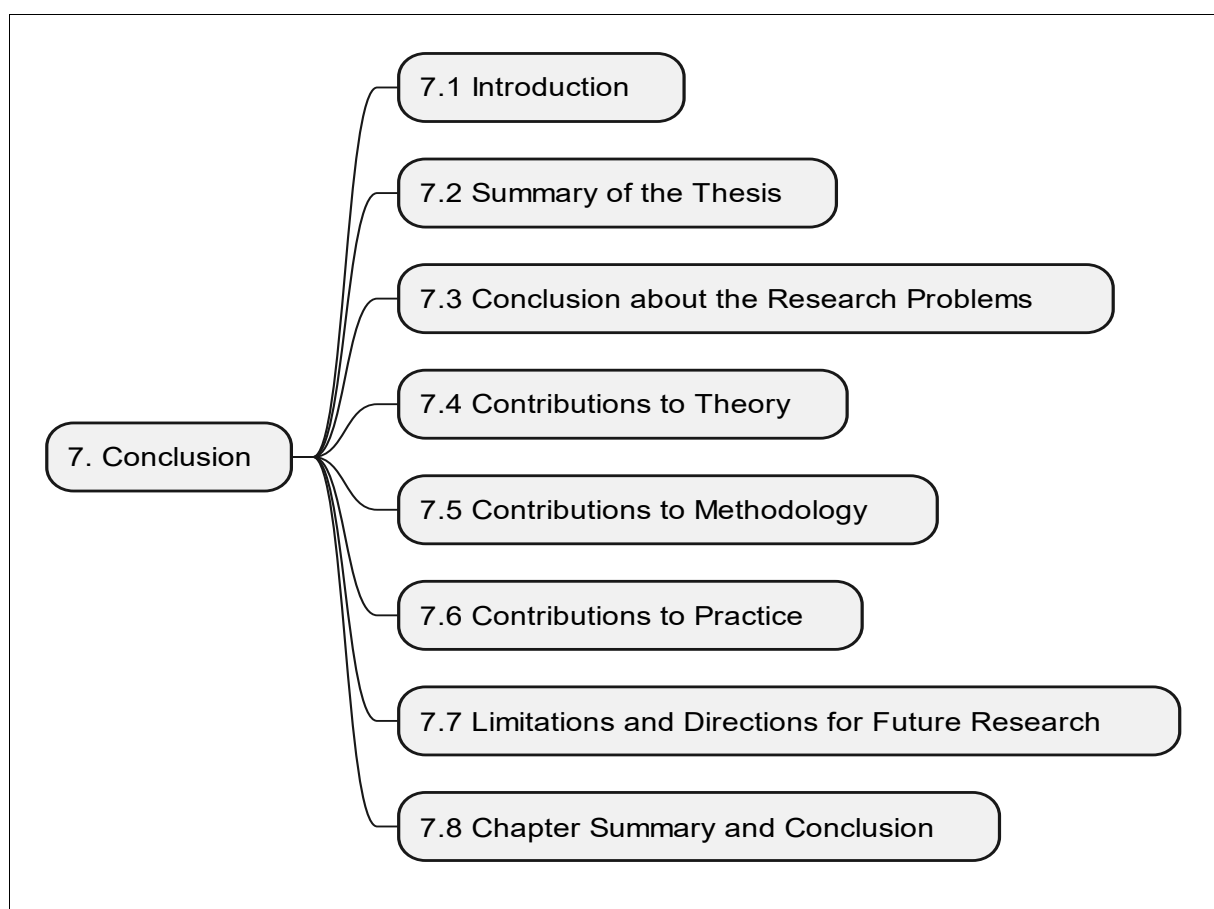 7.1 Introduction
7.2 Summary of the Thesis
7.3 Conclusion about the Research Problems
7.4 Contributions to Theory
7. Conclusion
7.5 Contributions to Methodology
7.6 Contributions to Practice
7.7 Limitations and Directions for Future Research
7.8 Chapter Summary and Conclusion